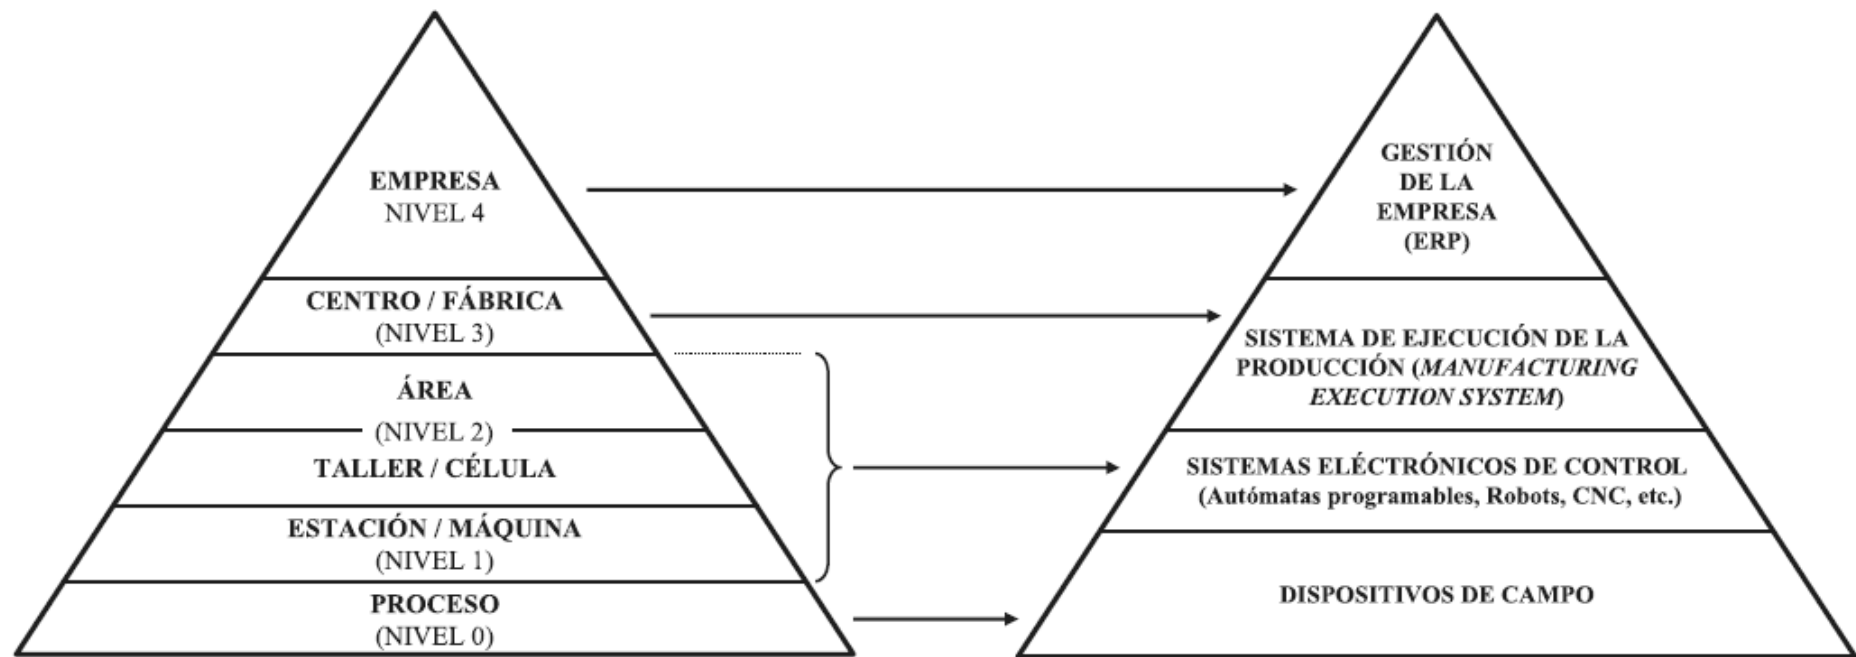 EMPRESA
NIVEL 4
CENTRO / FÁBRICA
(NIVEL 3)
ÁREA
(NIVEL 2)
TALLER / CÉLULA
ESTACIÓN / MÁQUINA
(NIVEL 1)
PROCESO
(NIVEL 0)
GESTIÓN
DE LA
EMPRESA
(ERP)
SISTEMA DE EJECUCIÓN DE LA
PRODUCCIÓN (MANUFACTURING
EXECUTION SYSTEM)
SISTEMAS ELÉCTRÓNICOS DE CONTROL
(Autómatas programables, Robots, CNC, etc.)
DISPOSITIVOS DE CAMPO